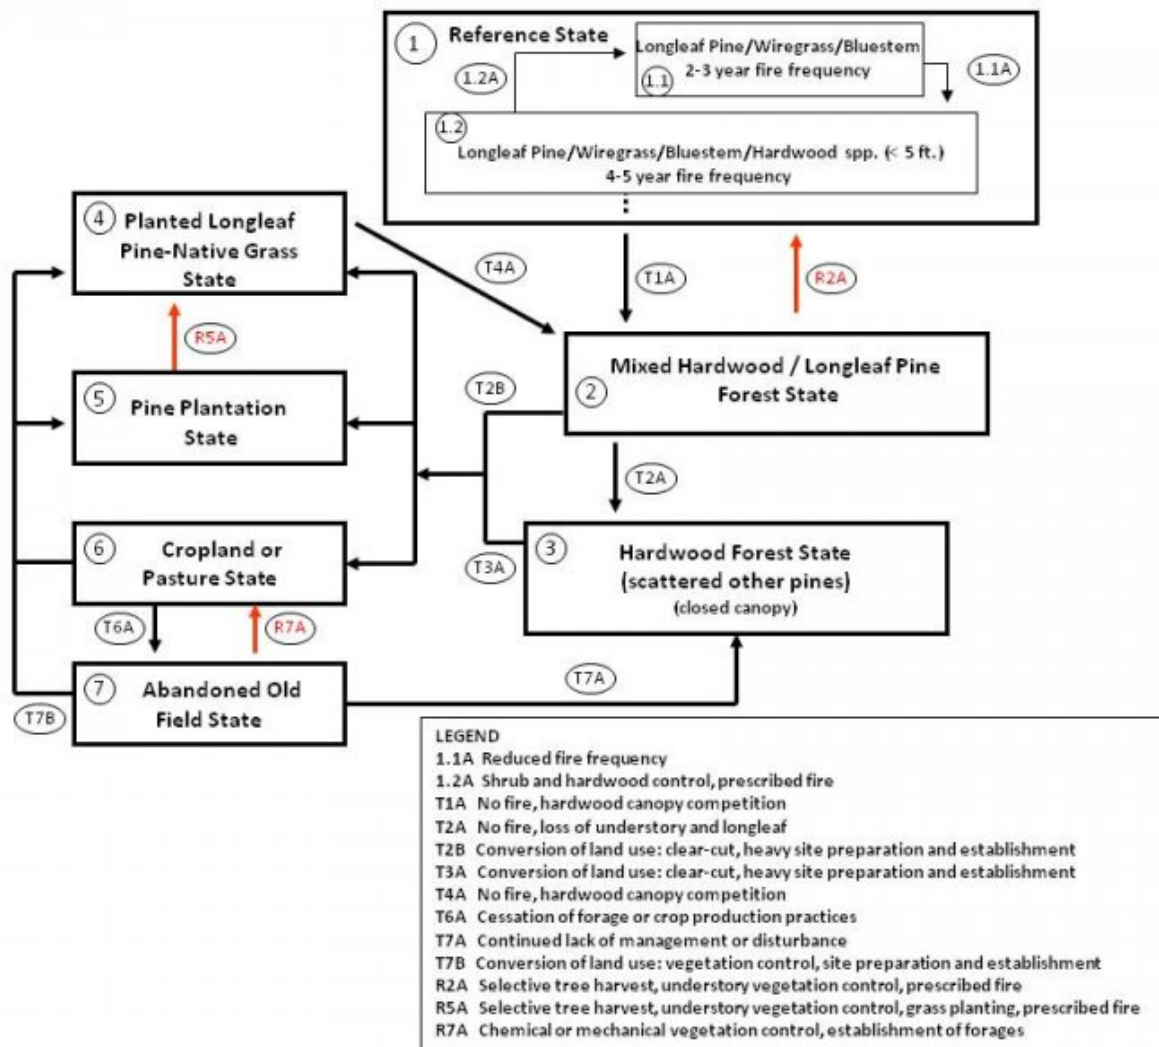 1
Reference State
1.2A
Longleaf Pine/Wiregrass/Bluestem
2-3 year fire frequency
1.1
1.1A
1.2
Longleaf Pine/Wiregrass/Bluestem/Hardwood spp. (< 5 ft.)
4-5 year fire frequency
4
Planted Longleaf
Pine-Native Grass
State
T4A
T1A
R2A
R5A
5
Pine Plantation
State
T2B
2
Mixed Hardwood / Longleaf Pine
Forest State
T2A
6
Cropland or
Pasture State
T3A
3
Hardwood Forest State
(scattered other pines)
(closed canopy)
T6A
R7A
7
Abandoned Old
Field State
T7A
T7B
LEGEND
1.1A Reduced fire frequency
1.2A Shrub and hardwood control, prescribed fire
T1A No fire, hardwood canopy competition
T2A No fire, loss of understory and longleaf
T2B Conversion of land use: clear-cut, heavy site preparation and establishment
T3A Conversion of land use: clear-cut, heavy site preparation and establishment
T4A No fire, hardwood canopy competition
T6A Cessation of forage or crop production practices
T7A Continued lack of management or disturbance
T7B Conversion of land use: vegetation control, site preparation and establishment
R2A Selective tree harvest, understory vegetation control, prescribed fire
R5A Selective tree harvest, understory vegetation control, grass planting, prescribed fire
R7A Chemical or mechanical vegetation control, establishment of forages